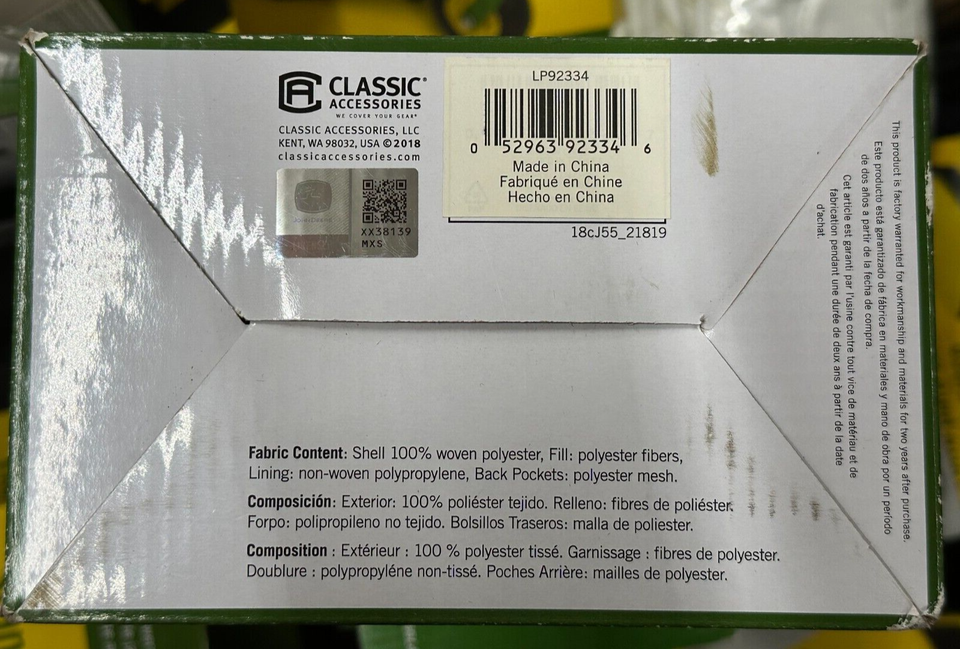 CLASSIC®
ACCESSORIES
WE COVER YOUR GEAR®
CLASSIC ACCESSORIES, LLC
KENT, WA 98032, USA © 2018
classicaccessories.com
JOHN DEERE
XX38139
MXS
LP92334
0 52963 92334 6
Made in China
Fabriqué en Chine
Hecho en China
18cJ55_21819
This product is factory warranted for workmanship and materials for two years after purchase.
Este producto está garantizado de fábrica en materiales y mano de obra por un período
de dos años a partir de la fecha de compra.
Cet article est garanti par l'usine contre tout vice de matériau et de
fabrication pendant une durée de deux ans à partir de la date
d'achat.
Fabric Content: Shell 100% woven polyester, Fill: polyester fibers,
Lining: non-woven polypropylene, Back Pockets: polyester mesh.
Composición: Exterior: 100% poliéster tejido. Relleno: fibras de poliéster.
Forpo: polipropileno no tejido. Bolsillos Traseros: malla de poliester.
Composition : Extérieur : 100 % polyester tissé. Garnissage : fibres de polyester.
Doublure : polypropyléne non-tissé. Poches Arrière: mailles de polyester.